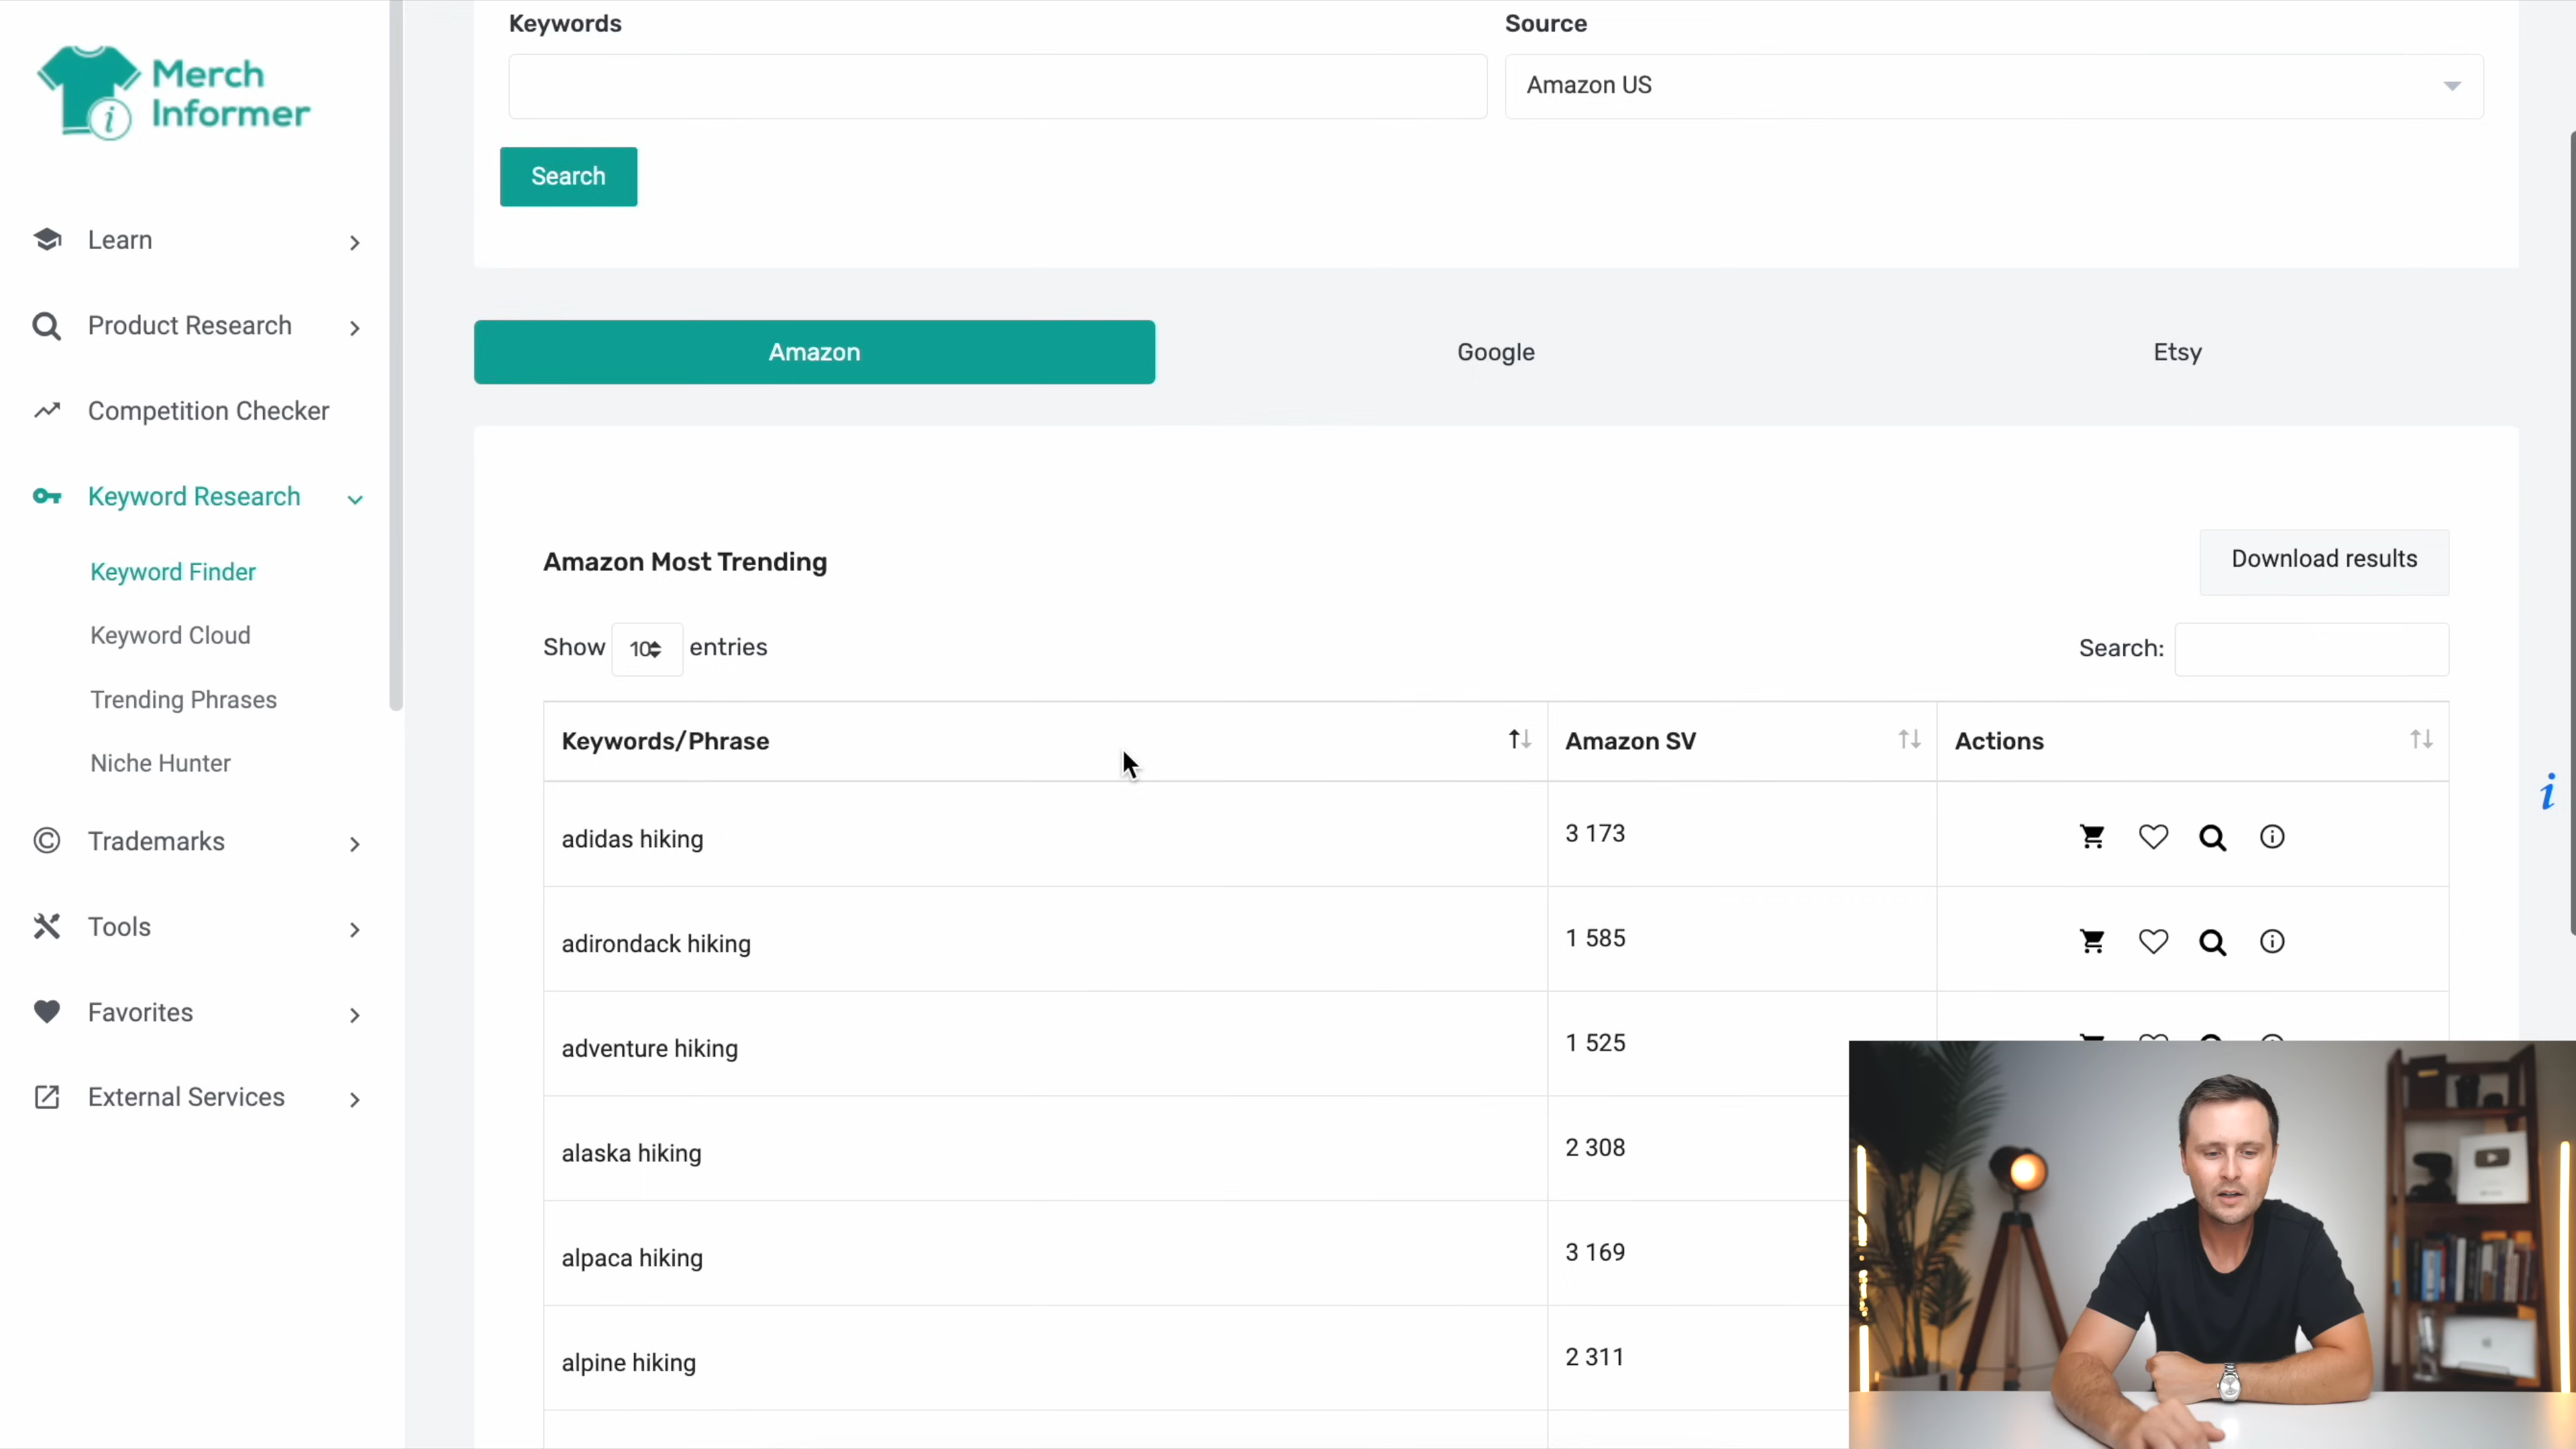 Merch
Informer
Learn
Product Research
Competition Checker
Keyword Research
Keyword Finder
Keyword Cloud
Trending Phrases
Niche Hunter
Trademarks
Tools
Favorites
External Services
Keywords
Source
Amazon US
Search
Amazon
Google
Etsy
Amazon Most Trending
Download results
Show 10 entries
Search:
Keywords/Phrase Amazon SV Actions
adidas hiking 3 173
adirondack hiking 1 585
adventure hiking 1 525
alaska hiking 2 308
alpaca hiking 3 169
alpine hiking 2 311